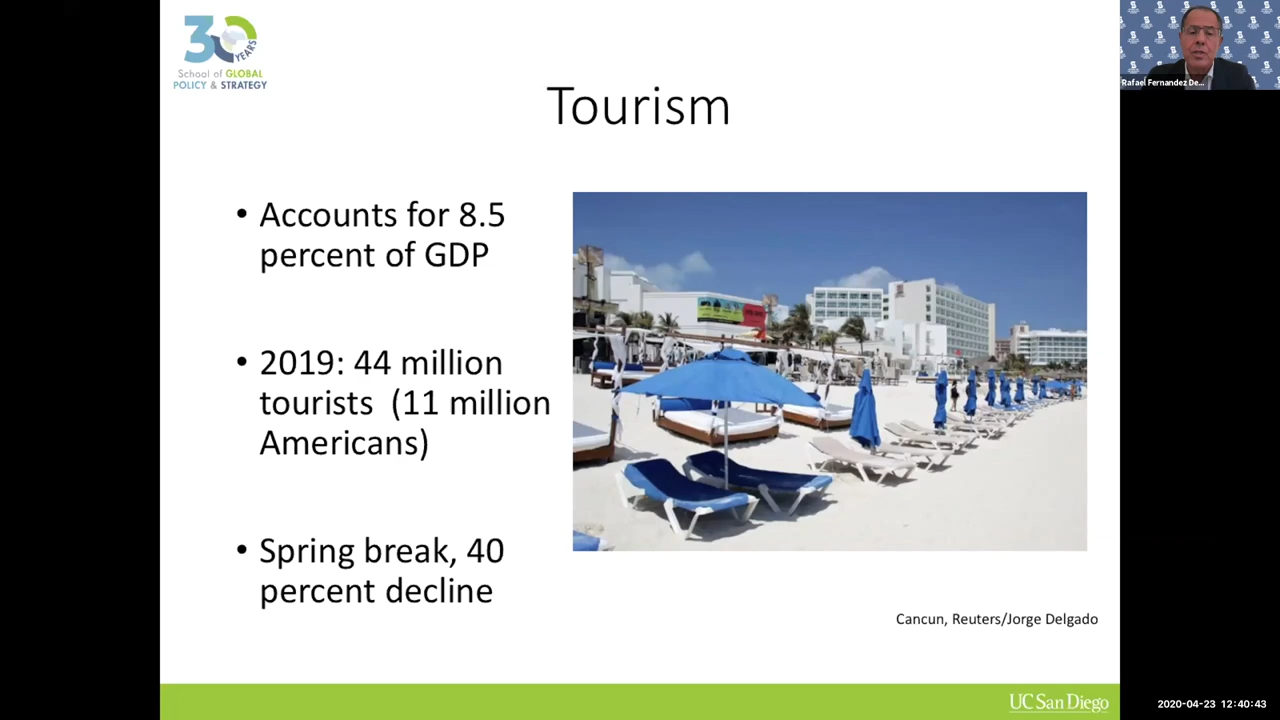 30
YEARS
School of GLOBAL
POLICY & STRATEGY
Rafael Fernandez De...
Tourism
• Accounts for 8.5
percent of GDP
• 2019: 44 million
tourists (11 million
Americans)
• Spring break, 40
percent decline
Cancun, Reuters/Jorge Delgado
UC San Diego
2020-04-23 12:40:43